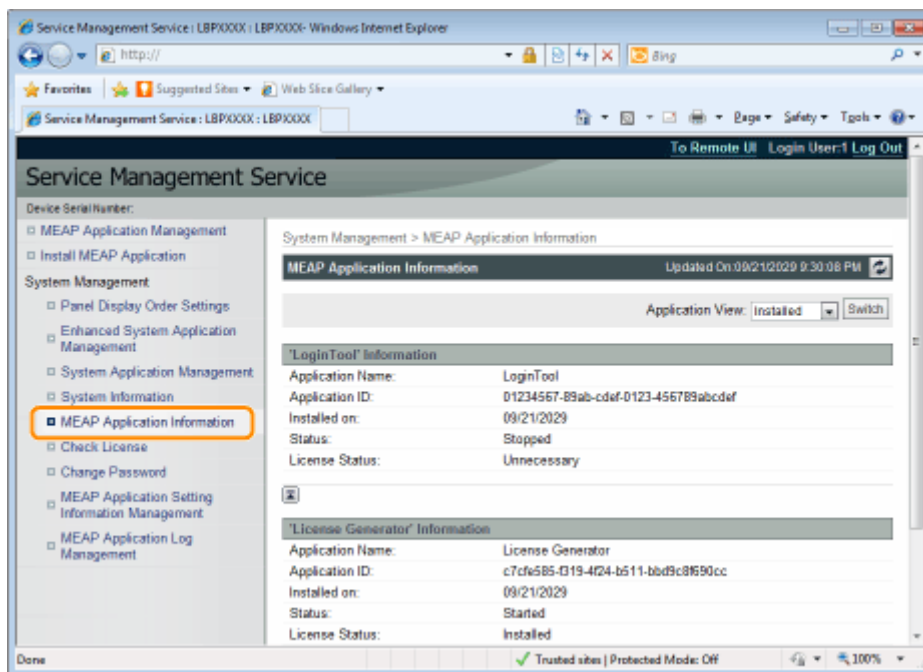 Service Management Service : LBPXXXX : LBPXXXX- Windows Internet Explorer
http://
Bing
Favorites
Suggested Sites
Web Slice Gallery
Service Management Service : LBPXXXX : LBPXXXX
Page
Safety
Tools
To Remote UI Login User:1 Log Out
Service Management Service
Device Serial Number:
MEAP Application Management
Install MEAP Application
System Management
Panel Display Order Settings
Enhanced System Application
Management
System Application Management
System Information
MEAP Application Information
Check License
Change Password
MEAP Application Setting
Information Management
MEAP Application Log
Management
System Management > MEAP Application Information
MEAP Application Information
Updated On:09/21/2029 9:30:08 PM
Application View: Installed Switch
'LoginTool' Information
Application Name: LoginTool
Application ID: 01234567-89ab-cdef-0123-456789abcdef
Installed on: 09/21/2029
Status: Stopped
License Status: Unnecessary
'License Generator' Information
Application Name: License Generator
Application ID: c7cfe585-f319-4f24-b511-bbd9c8f690cc
Installed on: 09/21/2029
Status: Started
License Status: Installed
Done
Trusted sites | Protected Mode: Off
100%